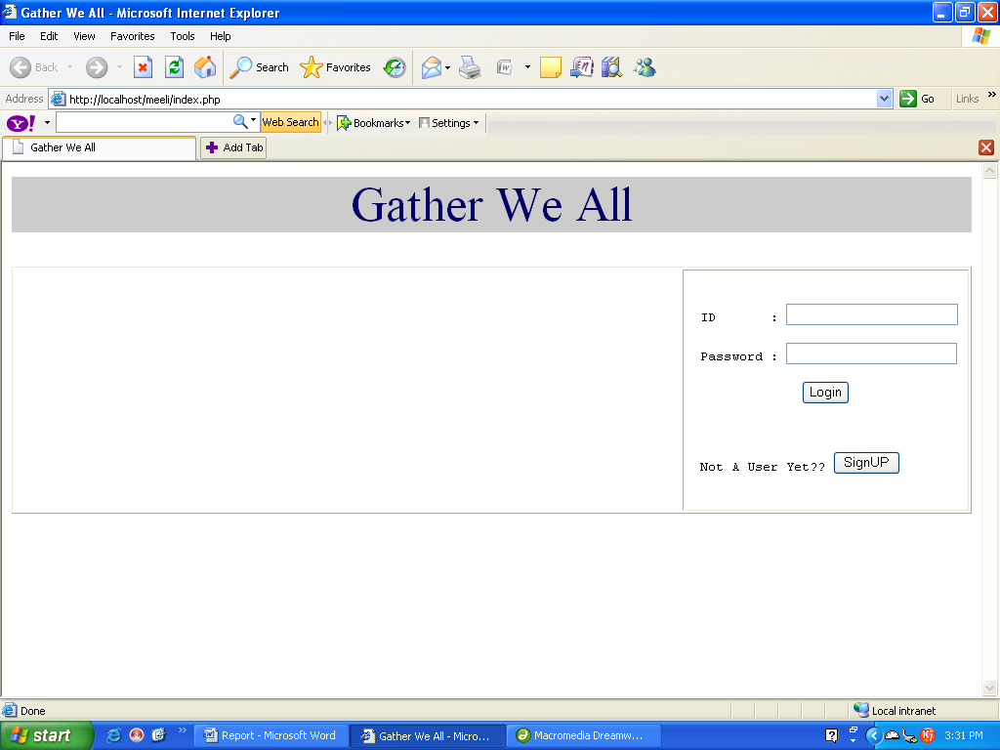 Gather We All - Microsoft Internet Explorer
File Edit View Favorites Tools Help
Back Search Favorites
Address http://localhost/meeli/index.php Go Links »
Y! Web Search Bookmarks Settings
Gather We All Add Tab
Gather We All
ID :
Password :
Login
Not A User Yet?? SignUP
Done Local intranet
start » Report - Microsoft Word Gather We All - Micro... Macromedia Dreamw... 3:31 PM